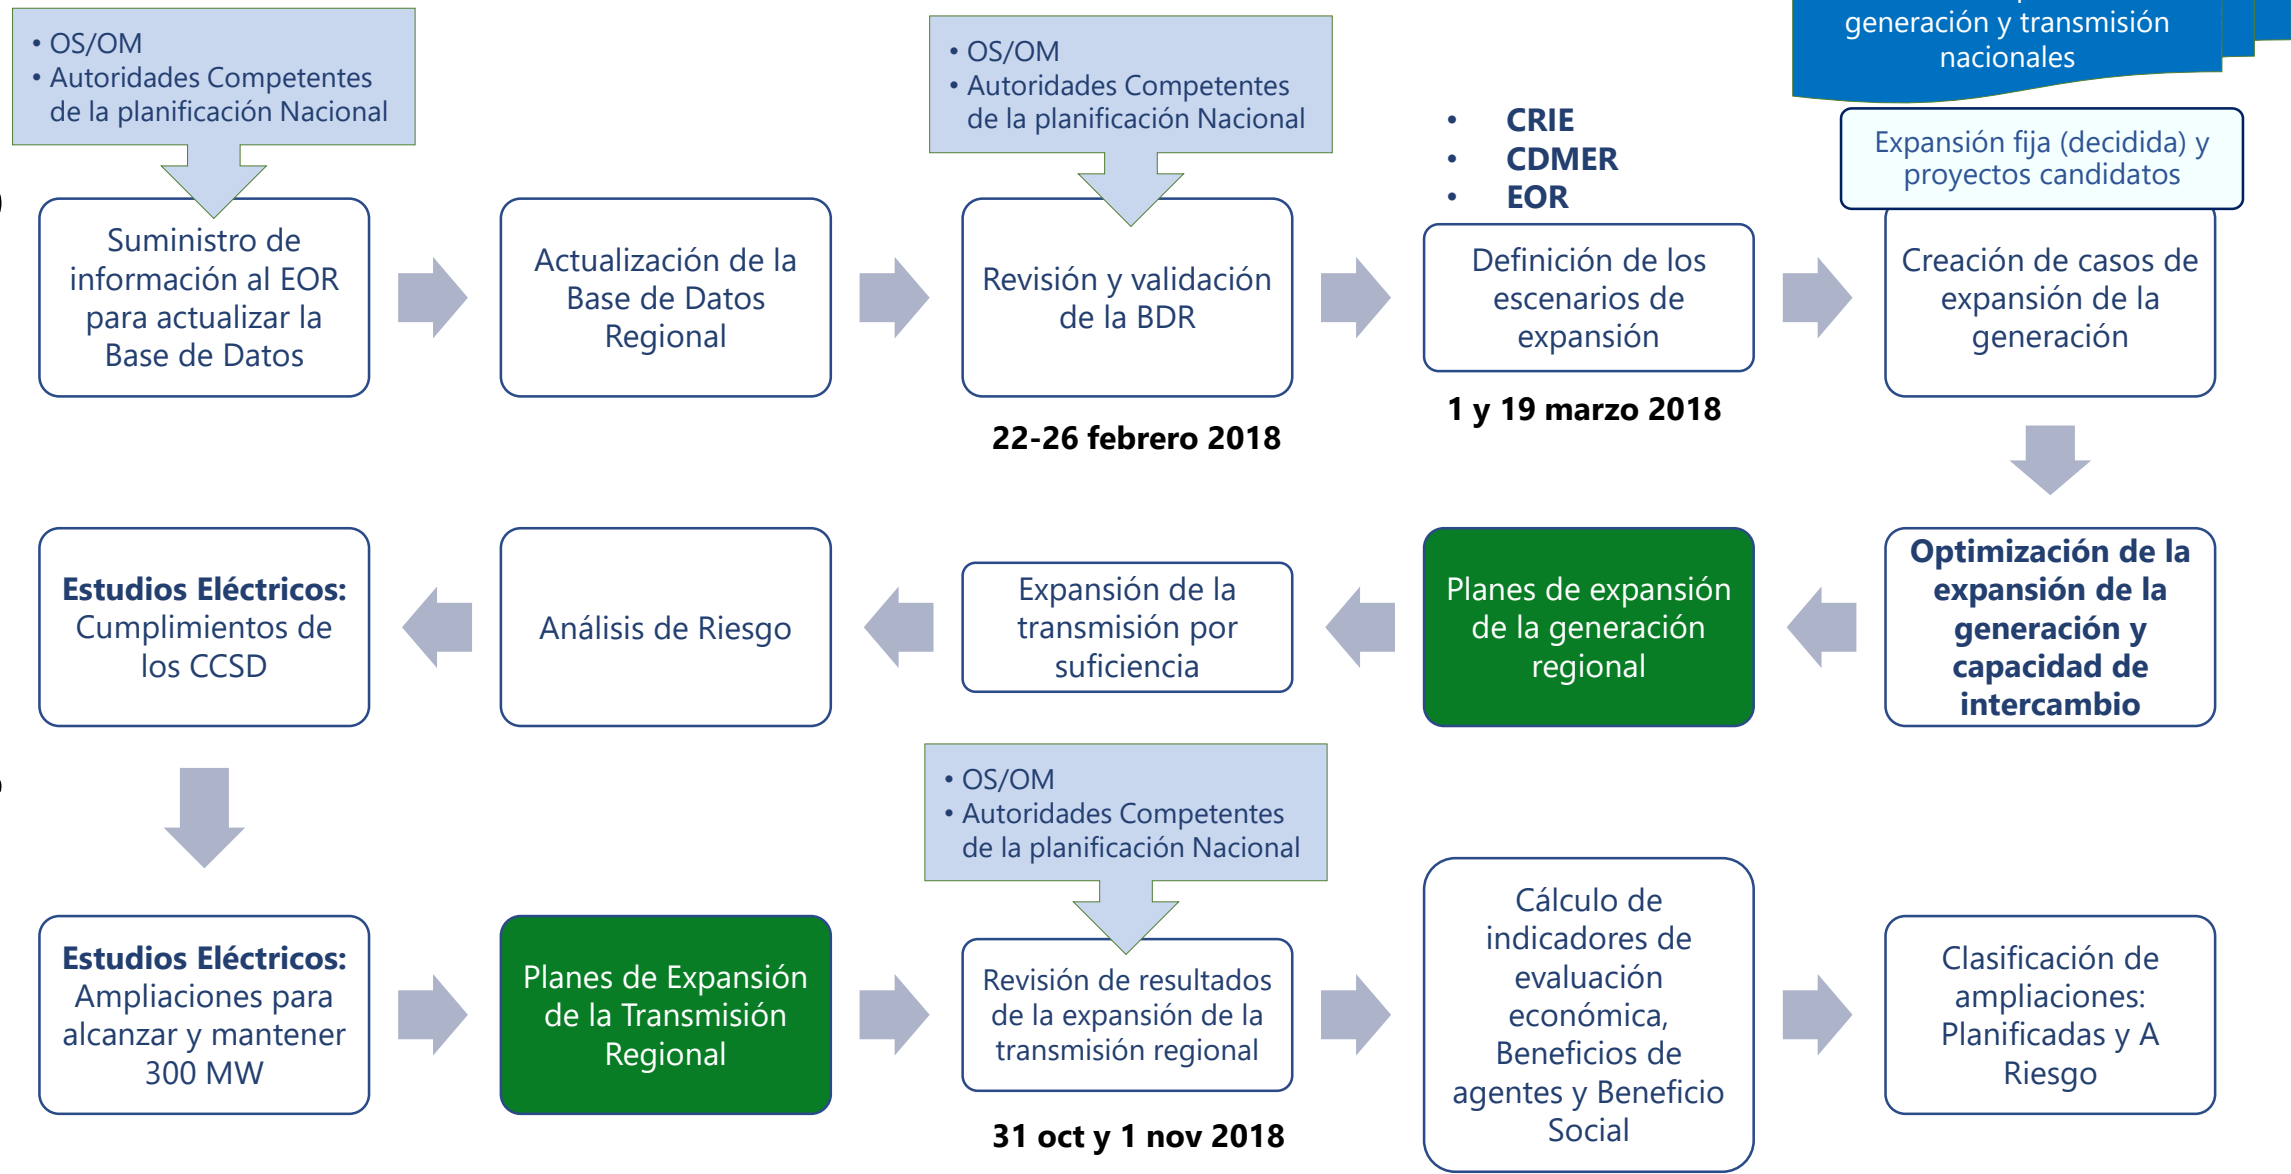 • OS/OM
• Autoridades Competentes
de la planificación Nacional
• OS/OM
• Autoridades Competentes
de la planificación Nacional
generación y transmisión
nacionales
• CRIE
• CDMER
• EOR
Expansión fija (decidida) y
proyectos candidatos
Suministro de
información al EOR
para actualizar la
Base de Datos
Actualización de la
Base de Datos
Regional
Revisión y validación
de la BDR
Definición de los
escenarios de
expansión
Creación de casos de
expansión de la
generación
22-26 febrero 2018
1 y 19 marzo 2018
Optimización de la
expansión de la
generación y
capacidad de
intercambio
Planes de expansión
de la generación
regional
Expansión de la
transmisión por
suficiencia
Análisis de Riesgo
Estudios Eléctricos:
Cumplimientos de
los CCSD
• OS/OM
• Autoridades Competentes
de la planificación Nacional
Estudios Eléctricos:
Ampliaciones para
alcanzar y mantener
300 MW
Planes de Expansión
de la Transmisión
Regional
Revisión de resultados
de la expansión de la
transmisión regional
31 oct y 1 nov 2018
Cálculo de
indicadores de
evaluación
económica,
Beneficios de
agentes y Beneficio
Social
Clasificación de
ampliaciones:
Planificadas y A
Riesgo